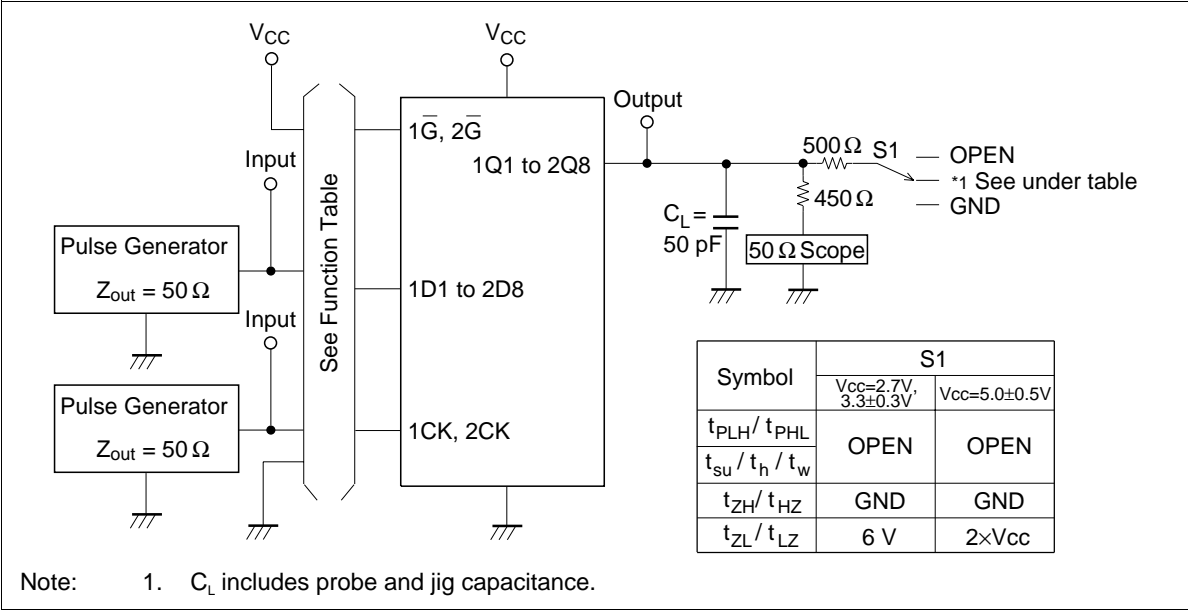 VCC
VCC
Output
1G̅, 2G̅
1Q1 to 2Q8
500 Ω
S1
OPEN
*1 See under table
GND
Input
450 Ω
CL =
50 pF
50 Ω Scope
See Function Table
Pulse Generator
Zout = 50 Ω
1D1 to 2D8
Input
Pulse Generator
Zout = 50 Ω
1CK, 2CK
Symbol
S1
Vcc=2.7V,
3.3±0.3V
Vcc=5.0±0.5V
tPLH / tPHL
OPEN
OPEN
tsu / th / tw
tZH / tHZ
GND
GND
tZL / tLZ
6 V
2×Vcc
Note: 1. CL includes probe and jig capacitance.